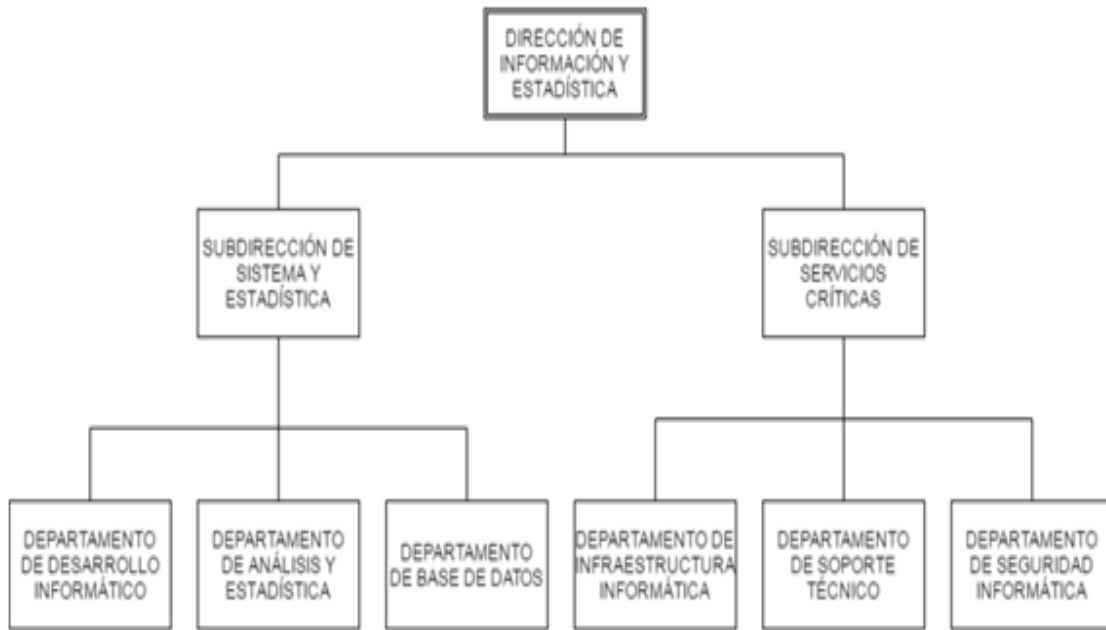 DIRECCIÓN DE
INFORMACIÓN Y
ESTADÍSTICA
SUBDIRECCIÓN DE
SISTEMA Y
ESTADÍSTICA
SUBDIRECCIÓN DE
SERVICIOS
CRÍTICAS
DEPARTAMENTO
DE DESARROLLO
INFORMÁTICO
DEPARTAMENTO
DE ANÁLISIS Y
ESTADÍSTICA
DEPARTAMENTO
DE BASE DE DATOS
DEPARTAMENTO DE
INFRAESTRUCTURA
INFORMÁTICA
DEPARTAMENTO
DE SOPORTE
TÉCNICO
DEPARTAMENTO
DE SEGURIDAD
INFORMÁTICA